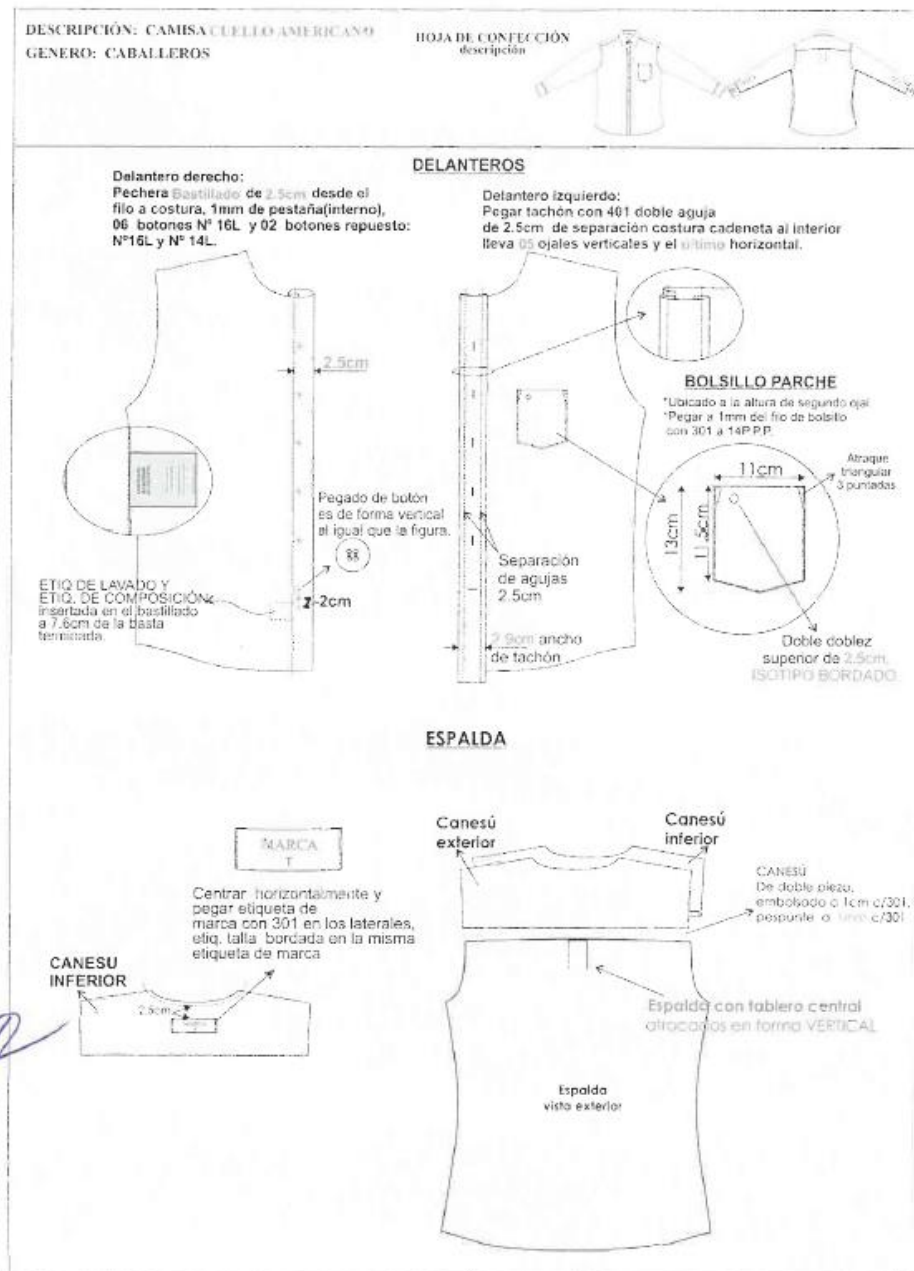 DESCRIPCIÓN: CAMISA CUELLO AMERICANO
GENERO: CABALLEROS
HOJA DE CONFECCIÓN
descripción
DELANTEROS
Delantero derecho:
Pechera Bastillado de 2.5cm desde el
filo a costura, 1mm de pestaña(interno),
06 botones Nº 16L y 02 botones repuesto:
Nº16L y Nº 14L.
Delantero izquierdo:
Pegar tachón con 401 doble aguja
de 2.5cm de separación costura cadeneta al interior
lleva 05 ojales verticales y el ultimo horizontal.
2.5cm
BOLSILLO PARCHE
*Ubicado a la altura de segundo ojal
*Pegar a 1mm del filo de bolsillo
con 301 a 14P.P.P.
Atraque
triangular
3 puntadas
11cm
13cm
11.5cm
Pegado de botón
es de forma vertical
al igual que la figura.
Separación
de agujas
2.5cm
ETIQ DE LAVADO Y
ETIQ. DE COMPOSICIÓN:
insertada en el bastillado
a 7.6cm de la basta
terminada.
2cm
2.9cm ancho
de tachón
Doble doblez
superior de 2.5cm.
ISOTIPO BORDADO.
ESPALDA
MARCA
T
Centrar horizontalmente y
pegar etiqueta de
marca con 301 en los laterales,
etiq. talla bordada en la misma
etiqueta de marca
CANESU
INFERIOR
2.5cm
Canesú
exterior
Canesú
inferior
CANESÚ
De doble pieza,
embolsado a 1cm c/301,
pespunte a c/301
Espalda con tablero central
atracados en forma VERTICAL
Espalda
vista exterior